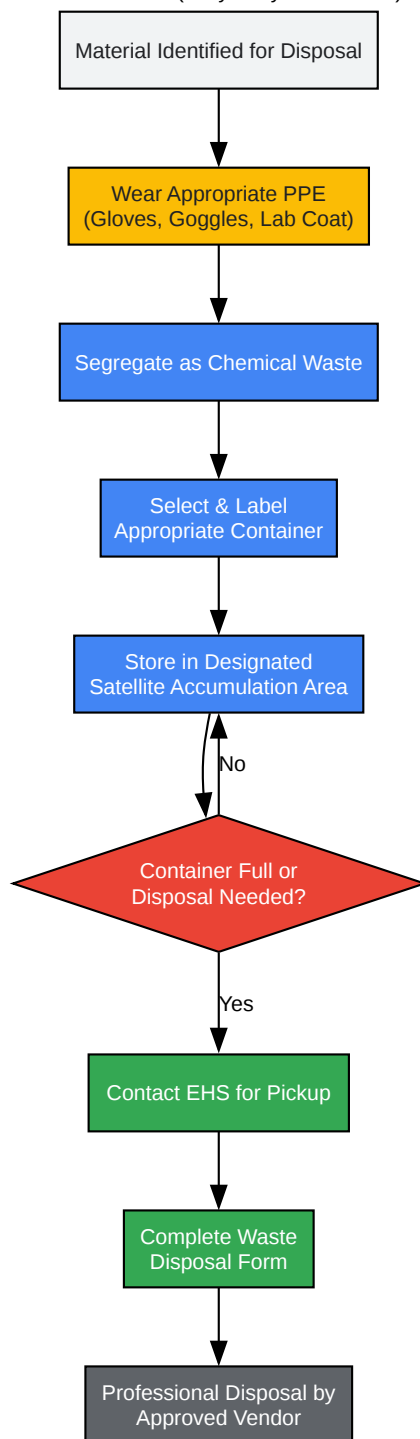 Material Identified for Disposal
Wear Appropriate PPE
(Gloves, Goggles, Lab Coat)
Segregate as Chemical Waste
Select & Label
Appropriate Container
Store in Designated
Satellite Accumulation Area
No
Container Full or
Disposal Needed?
Yes
Contact EHS for Pickup
Complete Waste
Disposal Form
Professional Disposal by
Approved Vendor